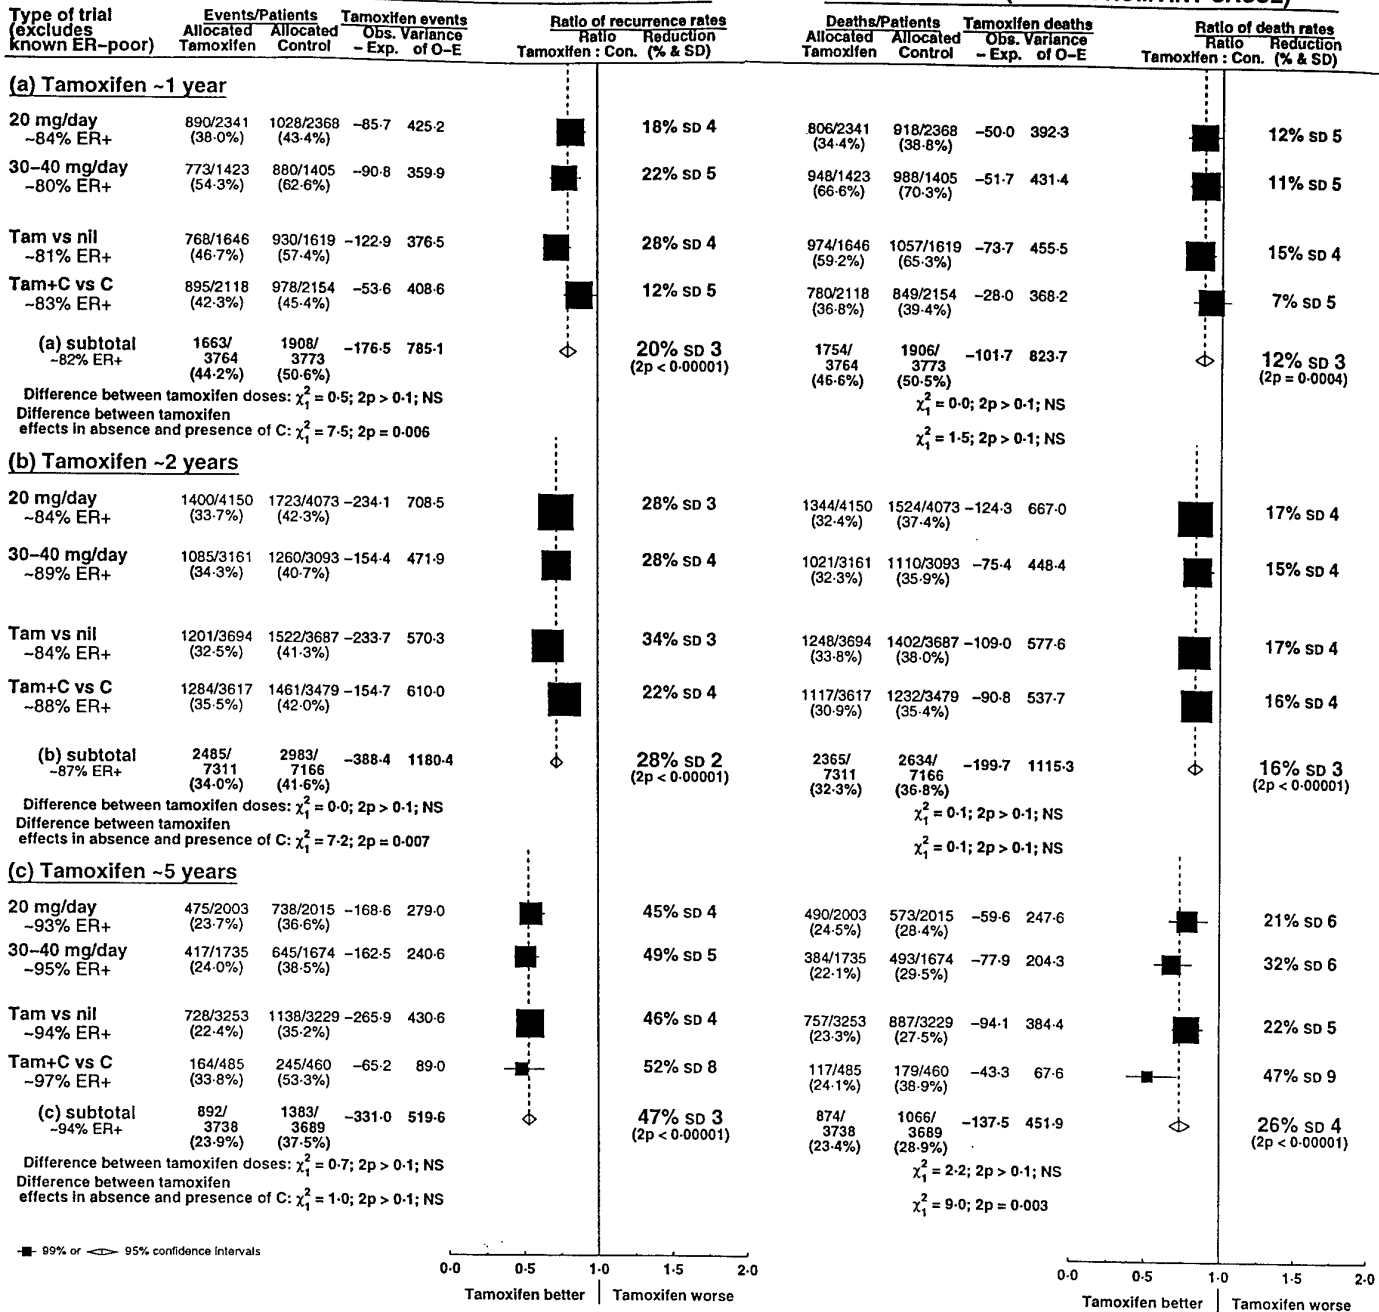 Type of trial Events/Patients Tamoxifen events Ratio of recurrence rates Deaths/Patients Tamoxifen deaths Ratio of death rates
(excludes Allocated Allocated Obs. Variance Ratio Reduction Allocated Allocated Obs. Variance Ratio Reduction
known ER–poor) Tamoxifen Control – Exp. of O–E Tamoxifen : Con. (% & SD) Tamoxifen Control – Exp. of O–E Tamoxifen : Con. (% & SD)
(a) Tamoxifen ~1 year
20 mg/day 890/2341 1028/2368 –85·7 425·2 18% SD 4 806/2341 918/2368 –50·0 392·3 12% SD 5
~84% ER+ (38·0%) (43·4%) (34·4%) (38·8%)
30–40 mg/day 773/1423 880/1405 –90·8 359·9 22% SD 5 948/1423 988/1405 –51·7 431·4 11% SD 5
~80% ER+ (54·3%) (62·6%) (66·6%) (70·3%)
Tam vs nil 768/1646 930/1619 –122·9 376·5 28% SD 4 974/1646 1057/1619 –73·7 455·5 15% SD 4
~81% ER+ (46·7%) (57·4%) (59·2%) (65·3%)
Tam+C vs C 895/2118 978/2154 –53·6 408·6 12% SD 5 780/2118 849/2154 –28·0 368·2 7% SD 5
~83% ER+ (42·3%) (45·4%) (36·8%) (39·4%)
(a) subtotal 1663/ 1908/ –176·5 785·1 20% SD 3 1754/ 1906/ –101·7 823·7 12% SD 3
~82% ER+ 3764 3773 (2p < 0·00001) 3764 3773 (2p = 0·0004)
(44·2%) (50·6%) (46·6%) (50·5%)
Difference between tamoxifen doses: χ²₁ = 0·5; 2p > 0·1; NS χ²₁ = 0·0; 2p > 0·1; NS
Difference between tamoxifen
effects in absence and presence of C: χ²₁ = 7·5; 2p = 0·006 χ²₁ = 1·5; 2p > 0·1; NS
(b) Tamoxifen ~2 years
20 mg/day 1400/4150 1723/4073 –234·1 708·5 28% SD 3 1344/4150 1524/4073 –124·3 667·0 17% SD 4
~84% ER+ (33·7%) (42·3%) (32·4%) (37·4%)
30–40 mg/day 1085/3161 1260/3093 –154·4 471·9 28% SD 4 1021/3161 1110/3093 –75·4 448·4 15% SD 4
~89% ER+ (34·3%) (40·7%) (32·3%) (35·9%)
Tam vs nil 1201/3694 1522/3687 –233·7 570·3 34% SD 3 1248/3694 1402/3687 –109·0 577·6 17% SD 4
~84% ER+ (32·5%) (41·3%) (33·8%) (38·0%)
Tam+C vs C 1284/3617 1461/3479 –154·7 610·0 22% SD 4 1117/3617 1232/3479 –90·8 537·7 16% SD 4
~88% ER+ (35·5%) (42·0%) (30·9%) (35·4%)
(b) subtotal 2485/ 2983/ –388·4 1180·4 28% SD 2 2365/ 2634/ –199·7 1115·3 16% SD 3
~87% ER+ 7311 7166 (2p < 0·00001) 7311 7166 (2p < 0·00001)
(34·0%) (41·6%) (32·3%) (36·8%)
Difference between tamoxifen doses: χ²₁ = 0·0; 2p > 0·1; NS χ²₁ = 0·1; 2p > 0·1; NS
Difference between tamoxifen
effects in absence and presence of C: χ²₁ = 7·2; 2p = 0·007 χ²₁ = 0·1; 2p > 0·1; NS
(c) Tamoxifen ~5 years
20 mg/day 475/2003 738/2015 –168·6 279·0 45% SD 4 490/2003 573/2015 –59·6 247·6 21% SD 6
~93% ER+ (23·7%) (36·6%) (24·5%) (28·4%)
30–40 mg/day 417/1735 645/1674 –162·5 240·6 49% SD 5 384/1735 493/1674 –77·9 204·3 32% SD 6
~95% ER+ (24·0%) (38·5%) (22·1%) (29·5%)
Tam vs nil 728/3253 1138/3229 –265·9 430·6 46% SD 4 757/3253 887/3229 –94·1 384·4 22% SD 5
~94% ER+ (22·4%) (35·2%) (23·3%) (27·5%)
Tam+C vs C 164/485 245/460 –65·2 89·0 52% SD 8 117/485 179/460 –43·3 67·6 47% SD 9
~97% ER+ (33·8%) (53·3%) (24·1%) (38·9%)
(c) subtotal 892/ 1383/ –331·0 519·6 47% SD 3 874/ 1066/ –137·5 451·9 26% SD 4
~94% ER+ 3738 3689 (2p < 0·00001) 3738 3689 (2p < 0·00001)
(23·9%) (37·5%) (23·4%) (28·9%)
Difference between tamoxifen doses: χ²₁ = 0·7; 2p > 0·1; NS χ²₁ = 2·2; 2p > 0·1; NS
Difference between tamoxifen
effects in absence and presence of C: χ²₁ = 1·0; 2p > 0·1; NS χ²₁ = 9·0; 2p = 0·003
99% or 95% confidence intervals
0·0 0·5 1·0 1·5 2·0 0·0 0·5 1·0 1·5 2·0
Tamoxifen better Tamoxifen worse Tamoxifen better Tamoxifen worse